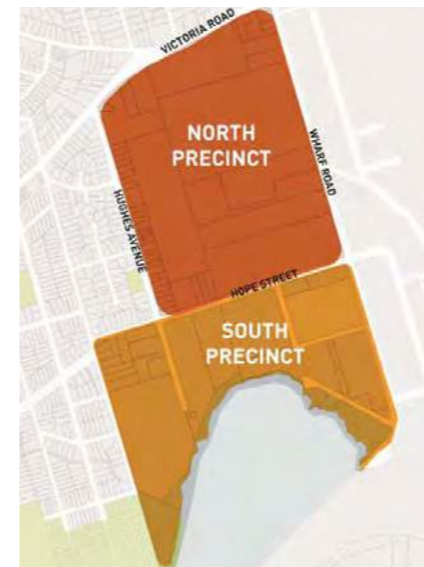 VICTORIA ROAD
NORTH
PRECINCT
WHARF ROAD
HUGHES AVENUE
HOPE STREET
SOUTH
PRECINCT